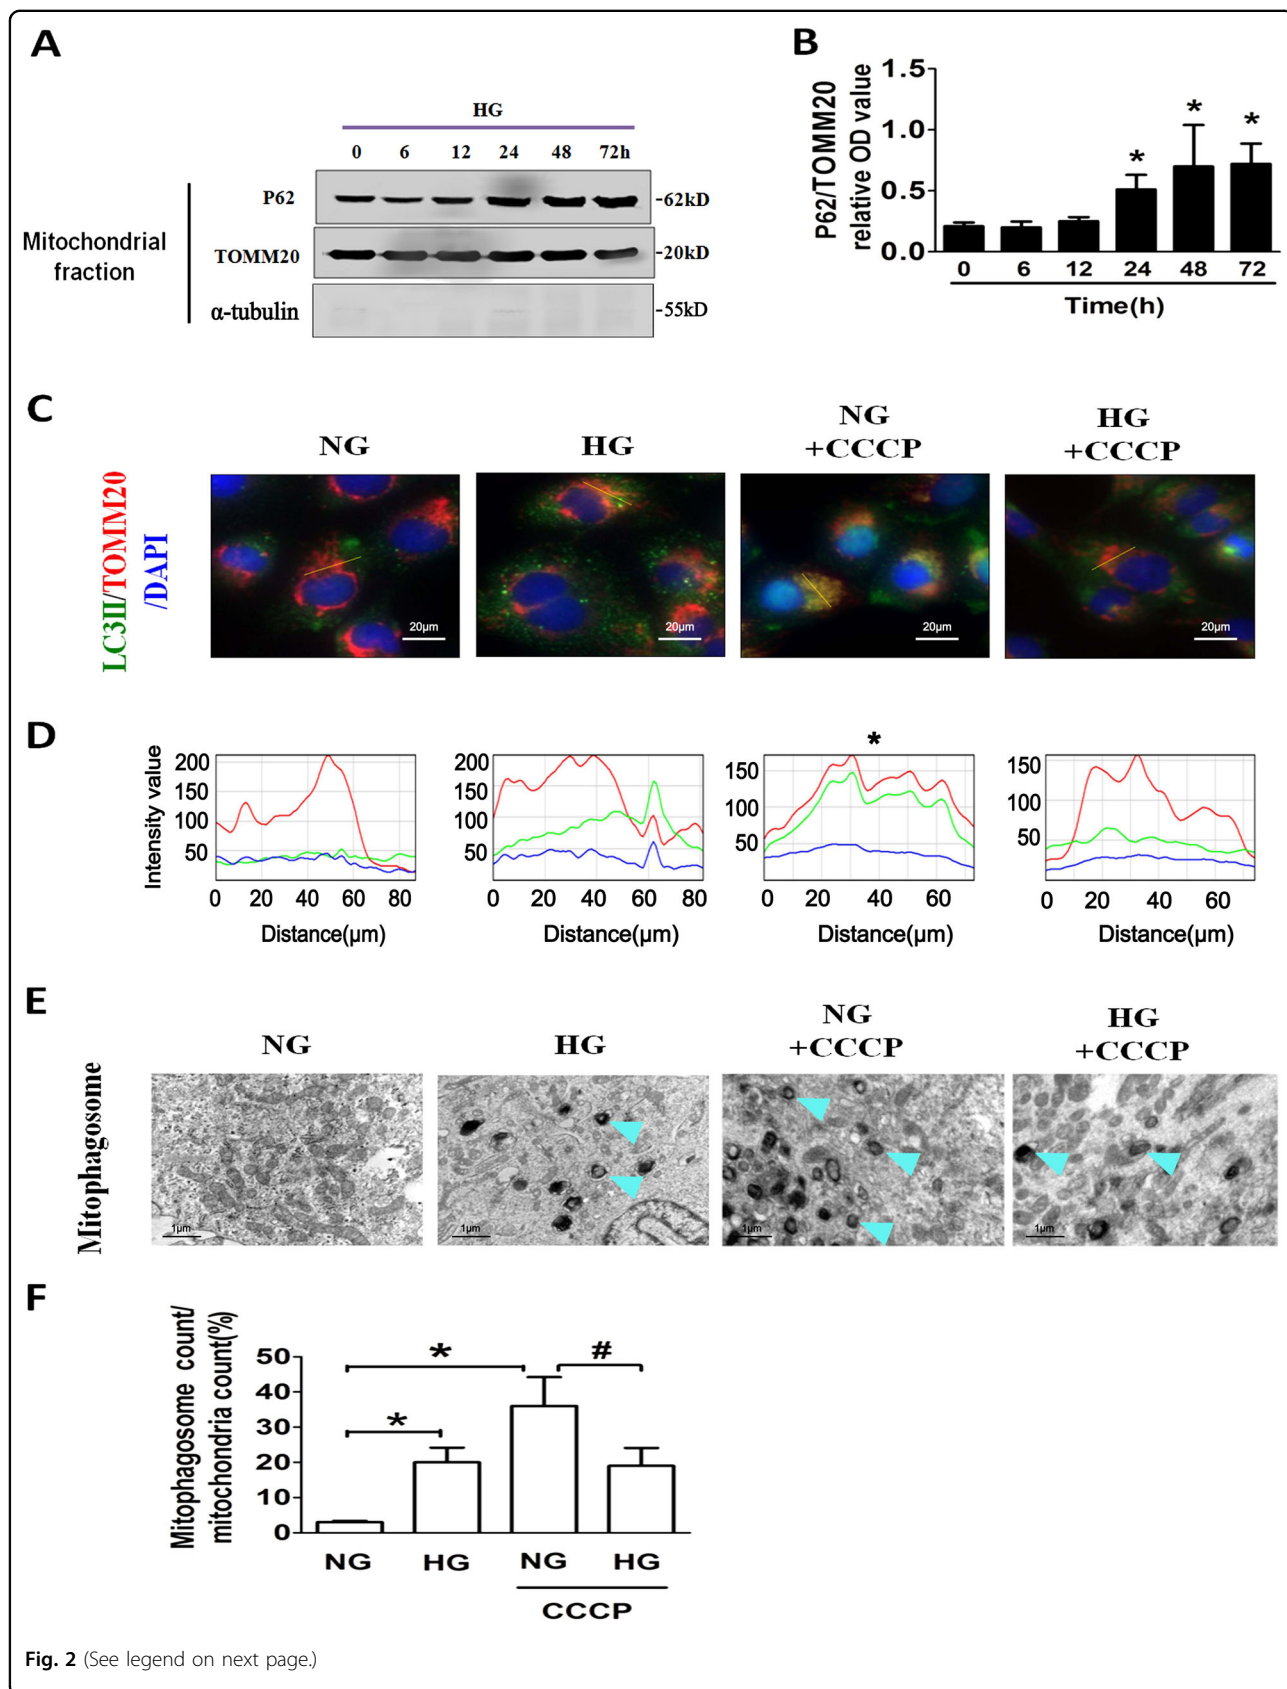 A
HG
0 6 12 24 48 72h
P62
-62kD
Mitochondrial
fraction
TOMM20
-20kD
α-tubulin
-55kD
B
P62/TOMM20
relative OD value
1.5
1.0
0.5
0.0
0 6 12 24 48 72
* * *
Time(h)
C
NG
HG
NG
+CCCP
HG
+CCCP
LC3II/TOMM20
/DAPI
20μm
20μm
20μm
20μm
D
Intensity value
200
150
100
50
0 20 40 60 80
Distance(μm)
200
150
100
50
0 20 40 60 80
Distance(μm)
*
150
100
50
0 20 40 60
Distance(μm)
150
100
50
0 20 40 60
Distance(μm)
E
NG
HG
NG
+CCCP
HG
+CCCP
Mitophagosome
1μm
1μm
1μm
1μm
F
Mitophagosome count/
mitochondria count(%)
50
40
30
20
10
0
* * #
NG HG NG HG
CCCP
Fig. 2 (See legend on next page.)